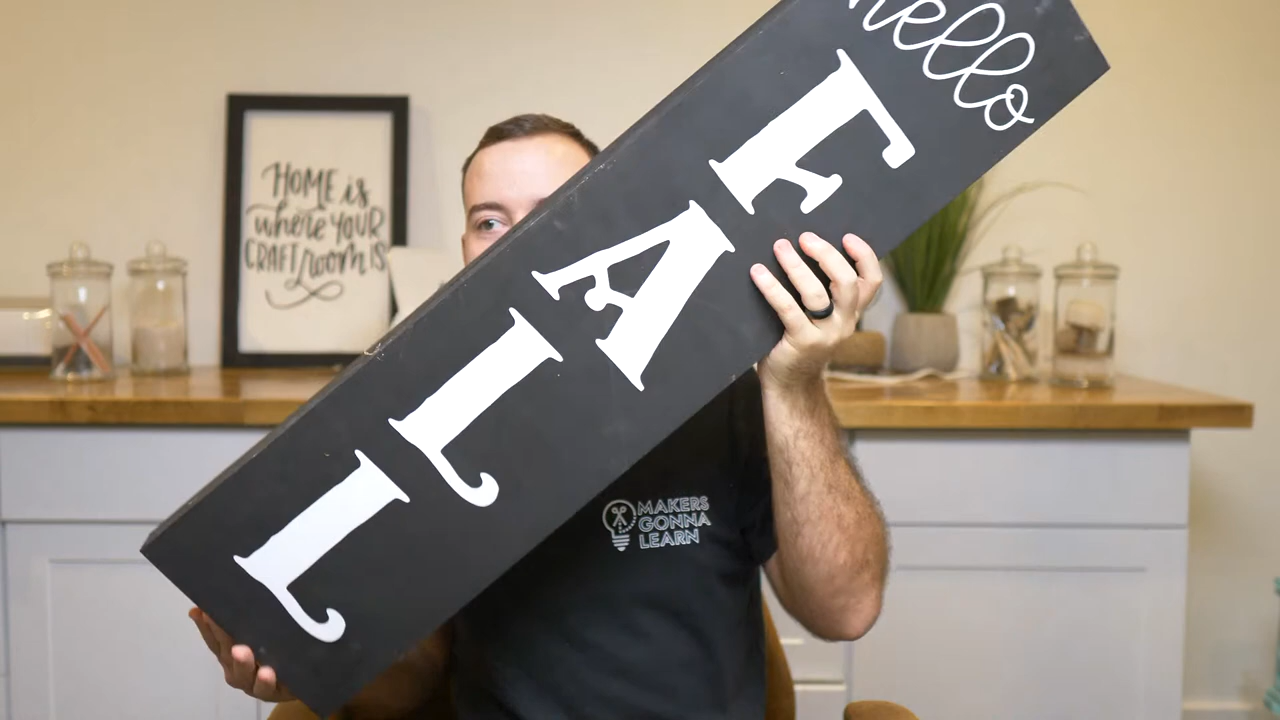 hello
FALL
HOME is
where YOUR
CRAFT room IS
MAKERS
GONNA
LEARN